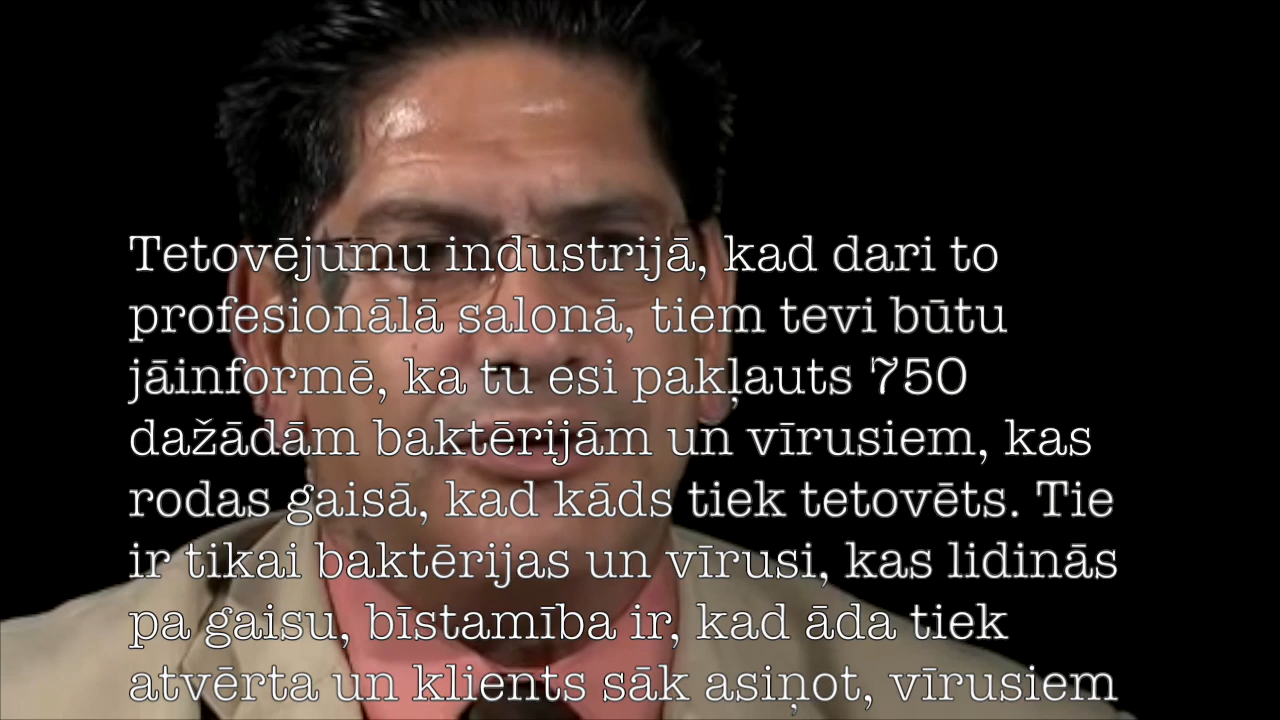 Tetovējumu industrijā, kad dari to
profesionālā salonā, tiem tevi būtu
jāinformē, ka tu esi pakļauts 750
dažādām baktērijām un vīrusiem, kas
rodas gaisā, kad kāds tiek tetovēts. Tie
ir tikai baktērijas un vīrusi, kas lidinās
pa gaisu, bīstamība ir, kad āda tiek
atvērta un klients sāk asiņot, vīrusiem